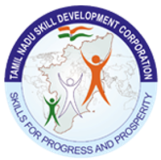 TAMIL NADU SKILL DEVELOPMENT CORPORATION
SKILLS FOR PROGRESS AND PROSPERITY